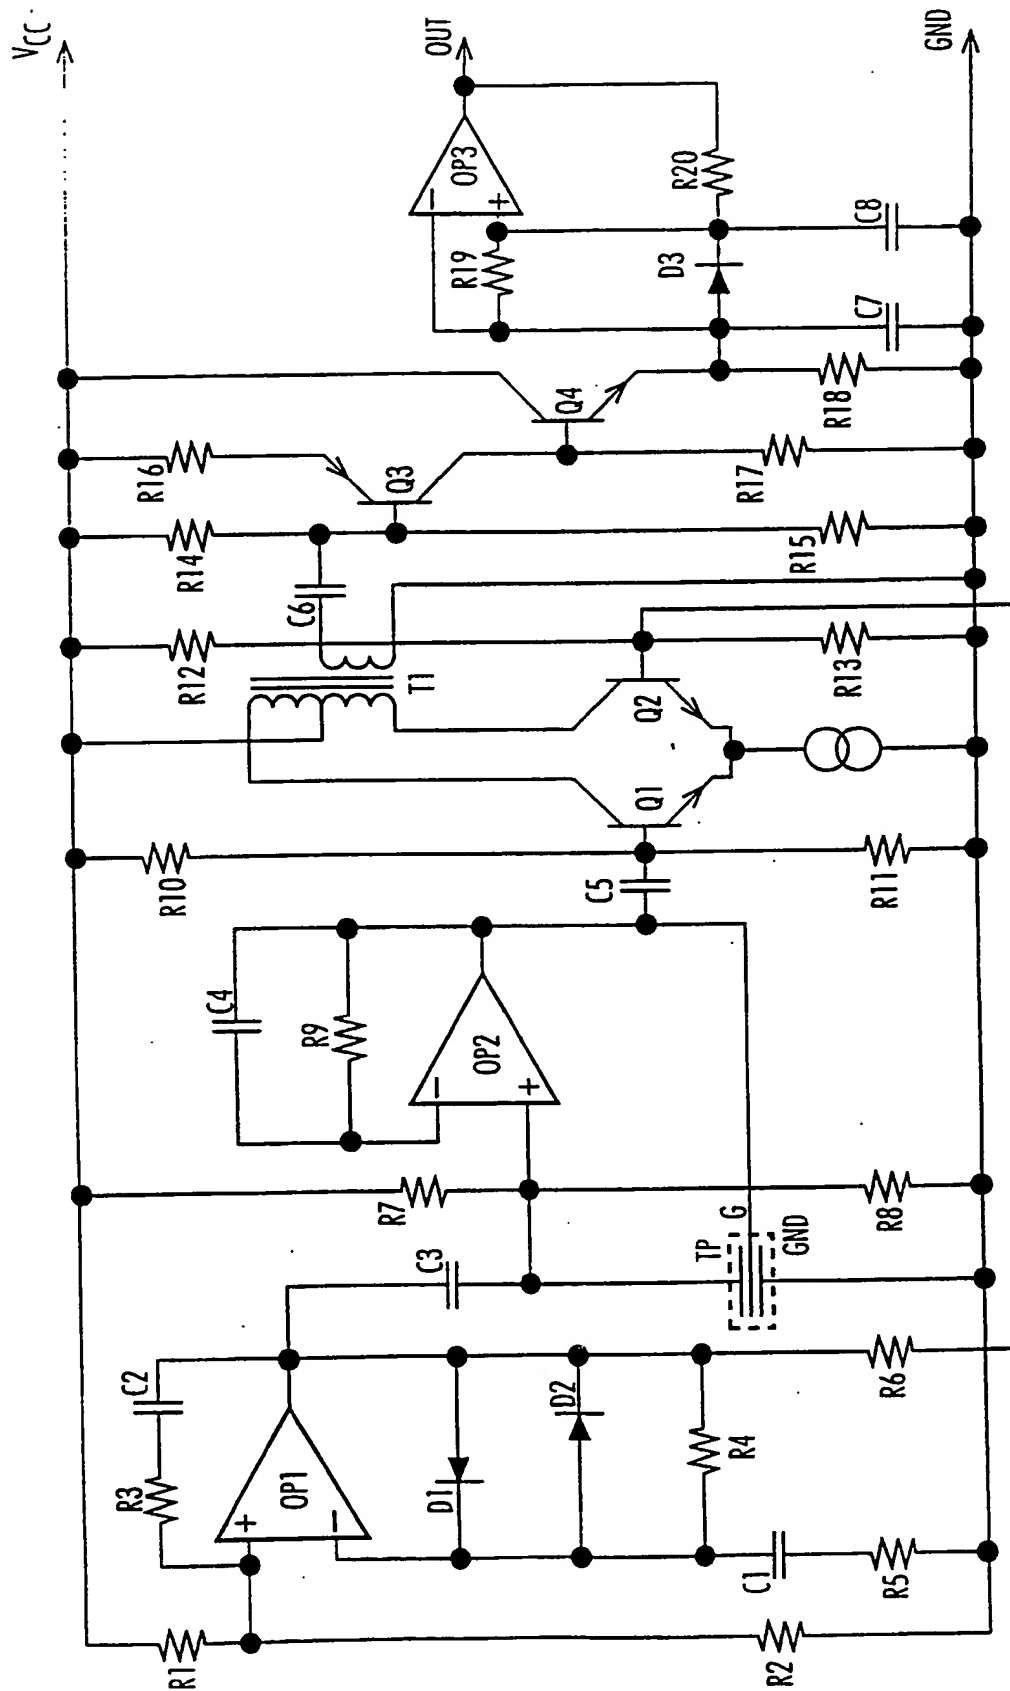 VCC
OUT
GND
OP3
−
+
R19
R20
D3
C8
C7
Q4
R18
R16
Q3
R17
R14
C6
R15
R12
T1
Q2
R13
Q1
R10
C5
R11
C4
R9
OP2
−
+
R7
R8
C3
TP
G
GND
C2
R3
OP1
+
−
D1
D2
R4
R6
C1
R5
R1
R2